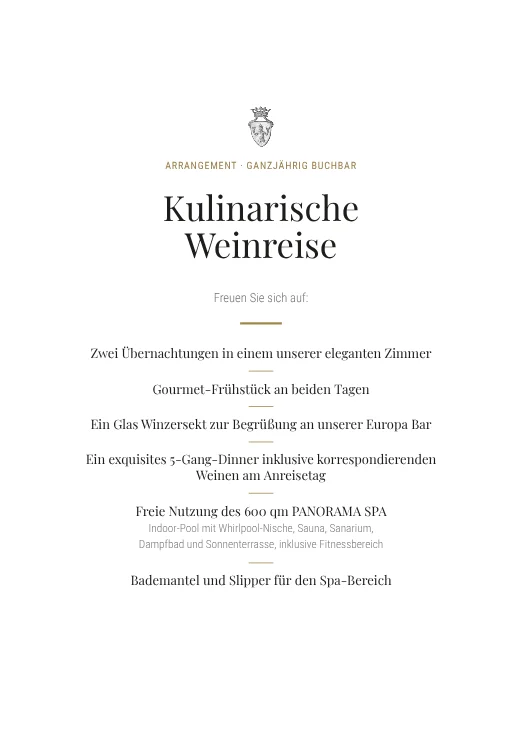 ARRANGEMENT · GANZJÄHRIG BUCHBAR
Kulinarische
Weinreise
Freuen Sie sich auf:
Zwei Übernachtungen in einem unserer eleganten Zimmer
Gourmet-Frühstück an beiden Tagen
Ein Glas Winzersekt zur Begrüßung an unserer Europa Bar
Ein exquisites 5-Gang-Dinner inklusive korrespondierenden
Weinen am Anreisetag
Freie Nutzung des 600 qm PANORAMA SPA
Indoor-Pool mit Whirlpool-Nische, Sauna, Sanarium,
Dampfbad und Sonnenterrasse, inklusive Fitnessbereich
Bademantel und Slipper für den Spa-Bereich